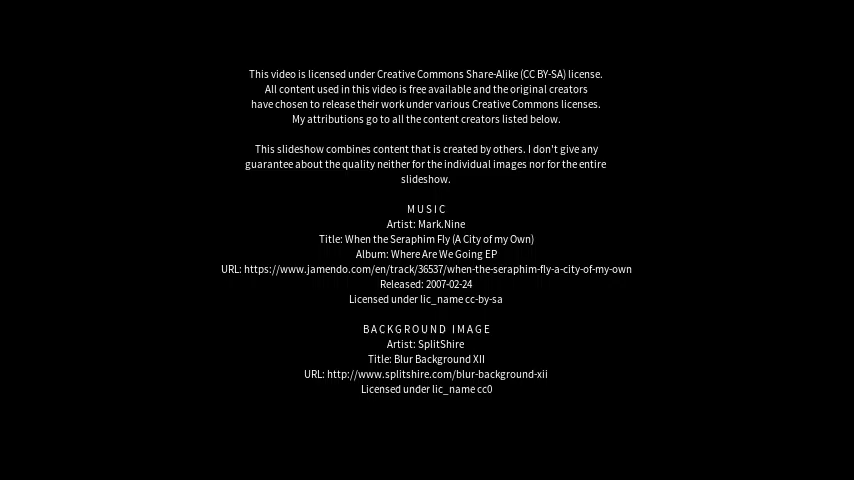 This video is licensed under Creative Commons Share-Alike (CC BY-SA) license.
All content used in this video is free available and the original creators
have chosen to release their work under various Creative Commons licenses.
My attributions go to all the content creators listed below.
This slideshow combines content that is created by others. I don't give any
guarantee about the quality neither for the individual images nor for the entire
slideshow.
MUSIC
Artist: Mark.Nine
Title: When the Seraphim Fly (A City of my Own)
Album: Where Are We Going EP
URL: https://www.jamendo.com/en/track/36537/when-the-seraphim-fly-a-city-of-my-own
Released: 2007-02-24
Licensed under lic_name cc-by-sa
BACKGROUND IMAGE
Artist: SplitShire
Title: Blur Background XII
URL: http://www.splitshire.com/blur-background-xii
Licensed under lic_name cc0